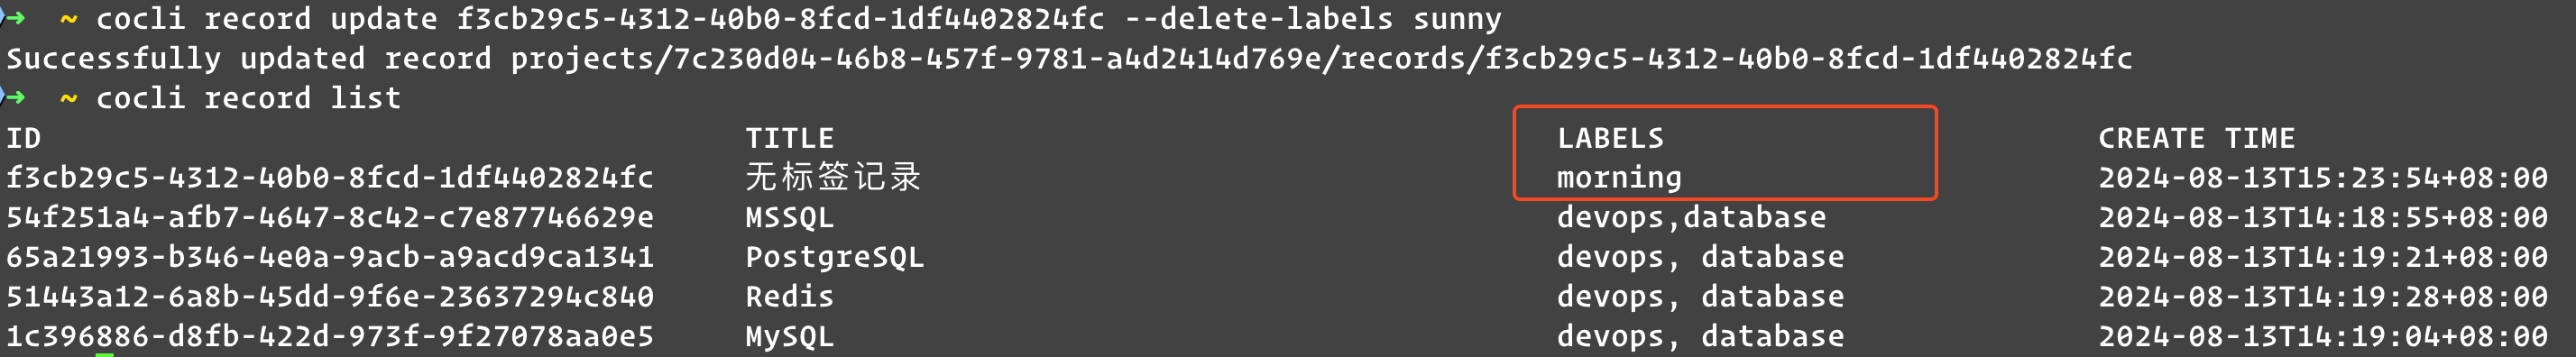 ➜ ~ cocli record update f3cb29c5-4312-40b0-8fcd-1df4402824fc --delete-labels sunny
Successfully updated record projects/7c230d04-46b8-457f-9781-a4d2414d769e/records/f3cb29c5-4312-40b0-8fcd-1df4402824fc
➜ ~ cocli record list
ID TITLE LABELS CREATE TIME
f3cb29c5-4312-40b0-8fcd-1df4402824fc 无标签记录 morning 2024-08-13T15:23:54+08:00
54f251a4-afb7-4647-8c42-c7e87746629e MSSQL devops,database 2024-08-13T14:18:55+08:00
65a21993-b346-4e0a-9acb-a9acd9ca1341 PostgreSQL devops, database 2024-08-13T14:19:21+08:00
51443a12-6a8b-45dd-9f6e-23637294c840 Redis devops, database 2024-08-13T14:19:28+08:00
1c396886-d8fb-422d-973f-9f27078aa0e5 MySQL devops, database 2024-08-13T14:19:04+08:00